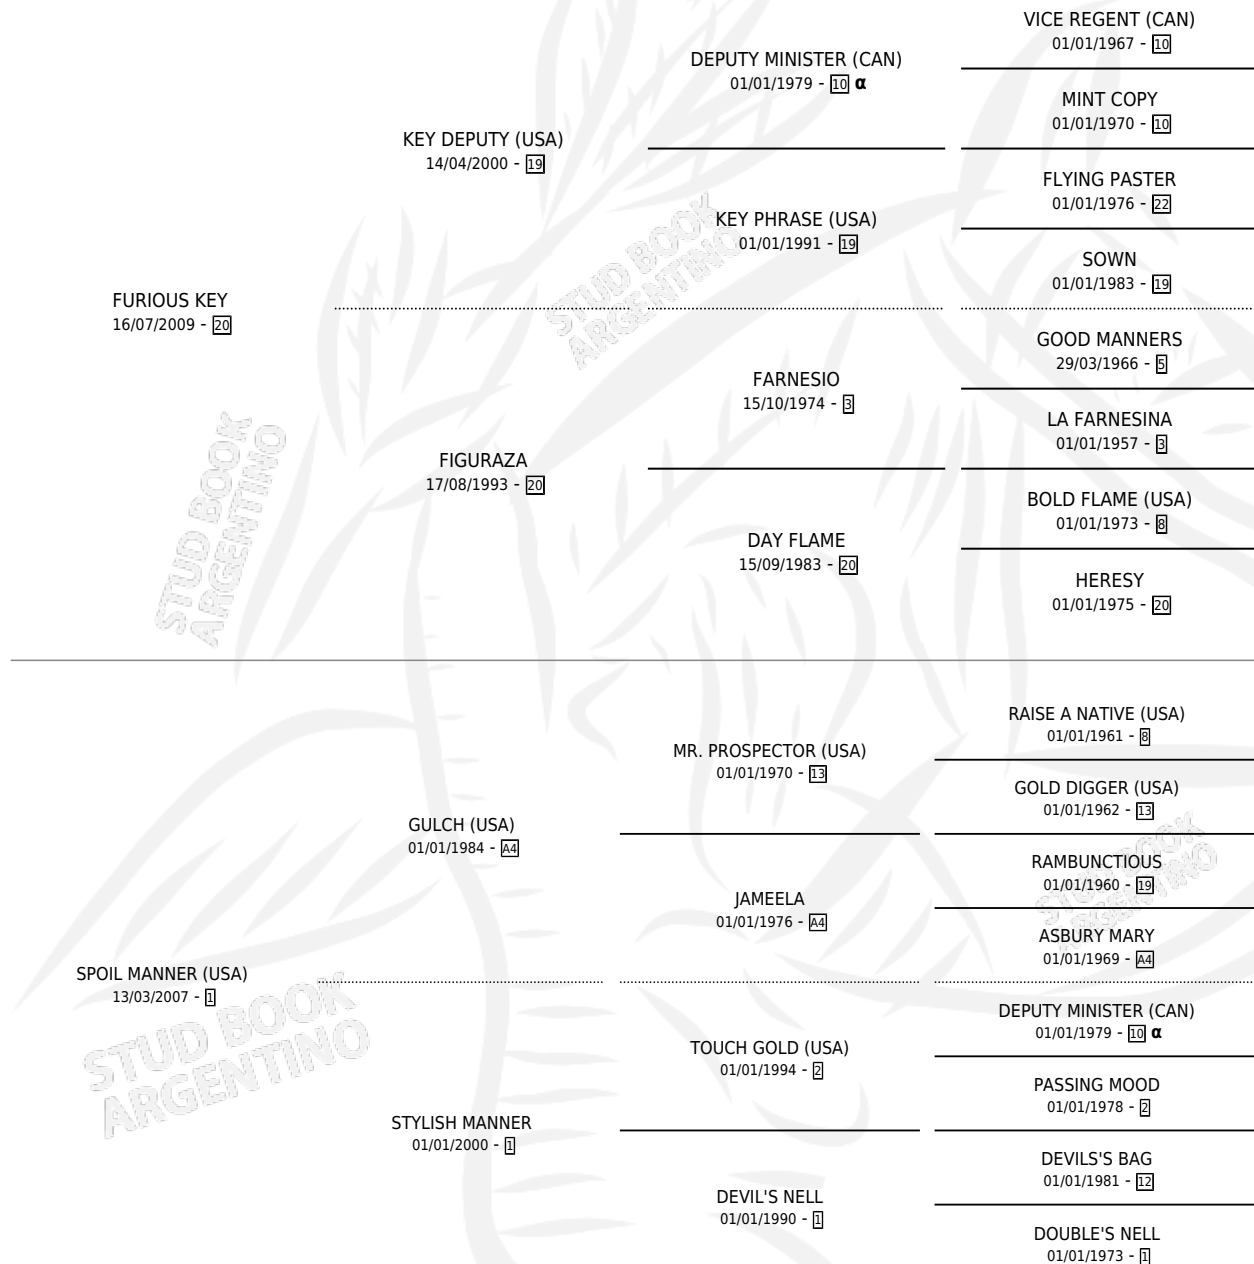 VICE REGENT (CAN)
01/01/1967 - 10
DEPUTY MINISTER (CAN)
01/01/1979 - 10 α
MINT COPY
01/01/1970 - 10
KEY DEPUTY (USA)
14/04/2000 - 19
FLYING PASTER
01/01/1976 - 22
KEY PHRASE (USA)
01/01/1991 - 19
SOWN
01/01/1983 - 19
FURIOUS KEY
16/07/2009 - 20
GOOD MANNERS
29/03/1966 - 5
FARNESIO
15/10/1974 - 3
LA FARNESINA
01/01/1957 - 3
FIGURAZA
17/08/1993 - 20
BOLD FLAME (USA)
01/01/1973 - 8
DAY FLAME
15/09/1983 - 20
HERESY
01/01/1975 - 20
RAISE A NATIVE (USA)
01/01/1961 - 8
MR. PROSPECTOR (USA)
01/01/1970 - 13
GOLD DIGGER (USA)
01/01/1962 - 13
GULCH (USA)
01/01/1984 - A4
RAMBUNCTIOUS
01/01/1960 - 19
JAMEELA
01/01/1976 - A4
ASBURY MARY
01/01/1969 - A4
SPOIL MANNER (USA)
13/03/2007 - 1
DEPUTY MINISTER (CAN)
01/01/1979 - 10 α
TOUCH GOLD (USA)
01/01/1994 - 2
PASSING MOOD
01/01/1978 - 2
STYLISH MANNER
01/01/2000 - 1
DEVILS'S BAG
01/01/1981 - 12
DEVIL'S NELL
01/01/1990 - 1
DOUBLE'S NELL
01/01/1973 - 1
STUD BOOK
ARGENTINO
STUD BOOK
ARGENTINO
STUD BOOK
ARGENTINO
STUD BOOK
ARGENTINO